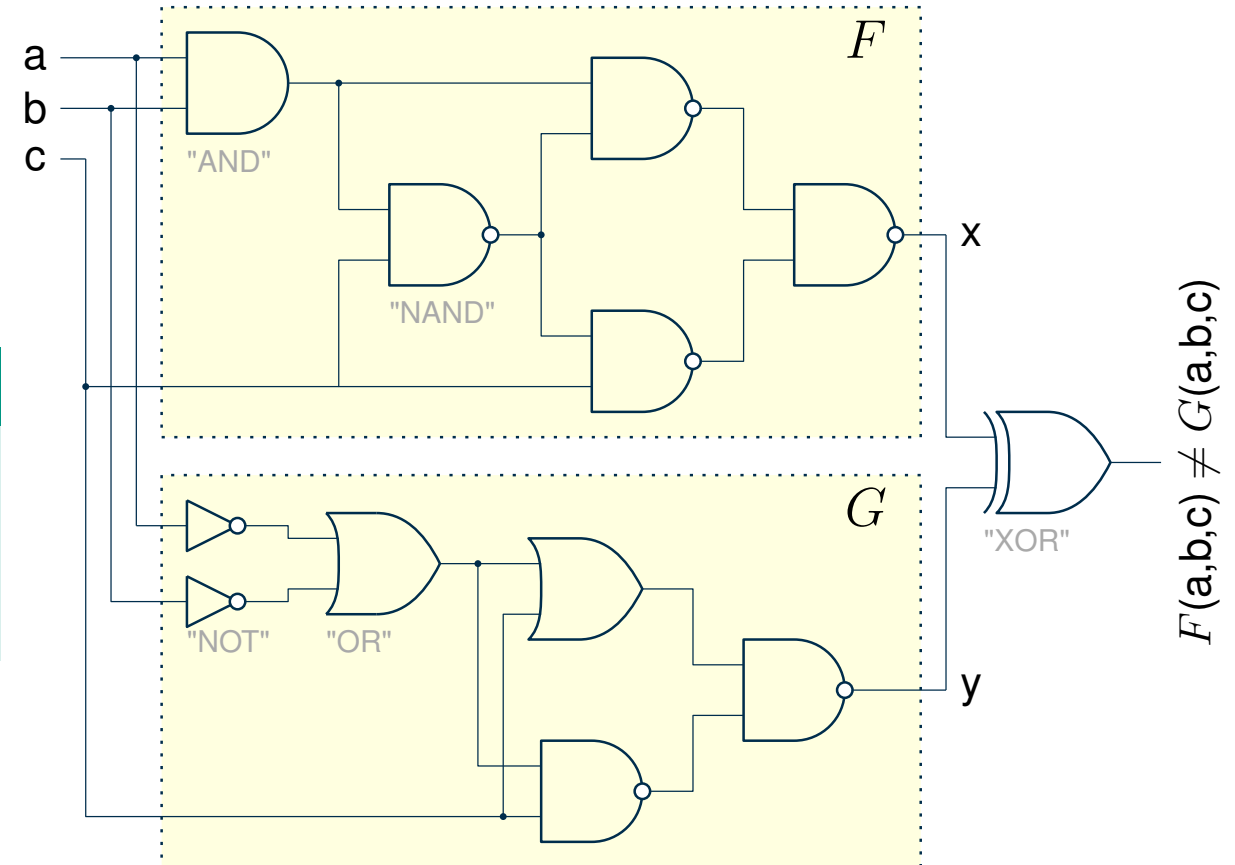 F
a
b
c
"AND"
"NAND"
x
F(a,b,c) ≠ G(a,b,c)
G
"XOR"
"NOT"
"OR"
y